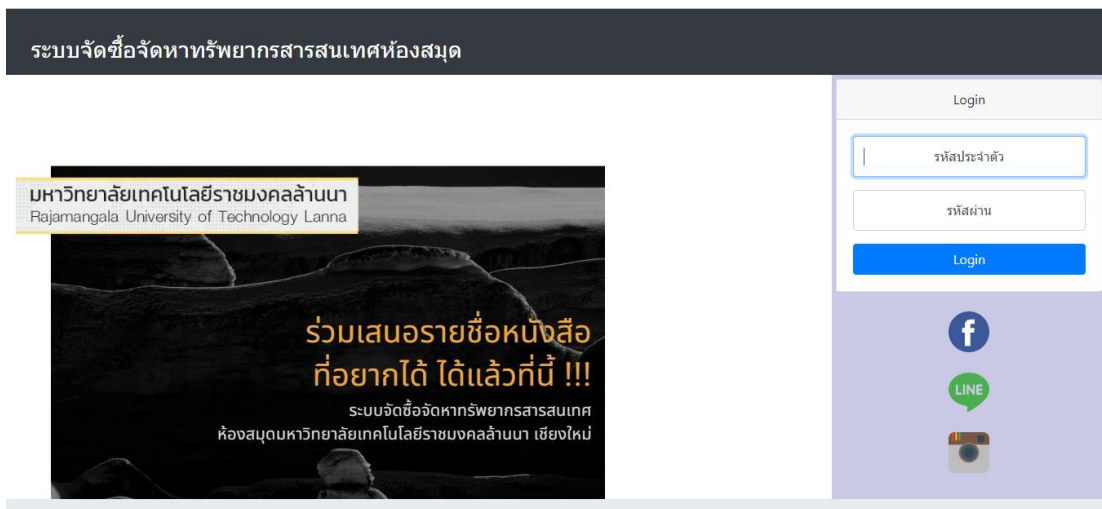 ระบบจัดซื้อจัดหาทรัพยากรสารสนเทศห้องสมุด
มหาวิทยาลัยเทคโนโลยีราชมงคลล้านนา
Rajamangala University of Technology Lanna
ร่วมเสนอรายชื่อหนังสือ
ที่อยากได้ ได้แล้วที่นี้ !!!
ระบบจัดซื้อจัดหาทรัพยากรสารสนเทศ
ห้องสมุดมหาวิทยาลัยเทคโนโลยีราชมงคลล้านนา เชียงใหม่
Login
รหัสประจำตัว
รหัสผ่าน
Login
f
LINE